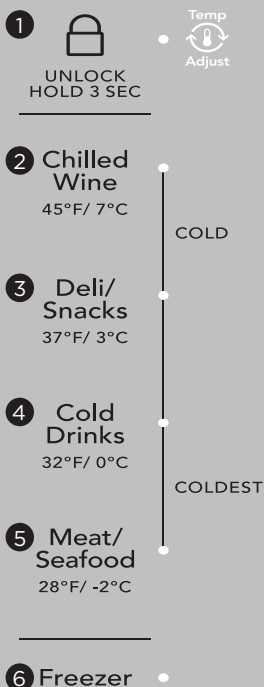 1
Temp
Adjust
UNLOCK
HOLD 3 SEC
2 Chilled
Wine
45°F/ 7°C
COLD
3 Deli/
Snacks
37°F/ 3°C
4 Cold
Drinks
32°F/ 0°C
COLDEST
5 Meat/
Seafood
28°F/ -2°C
6 Freezer